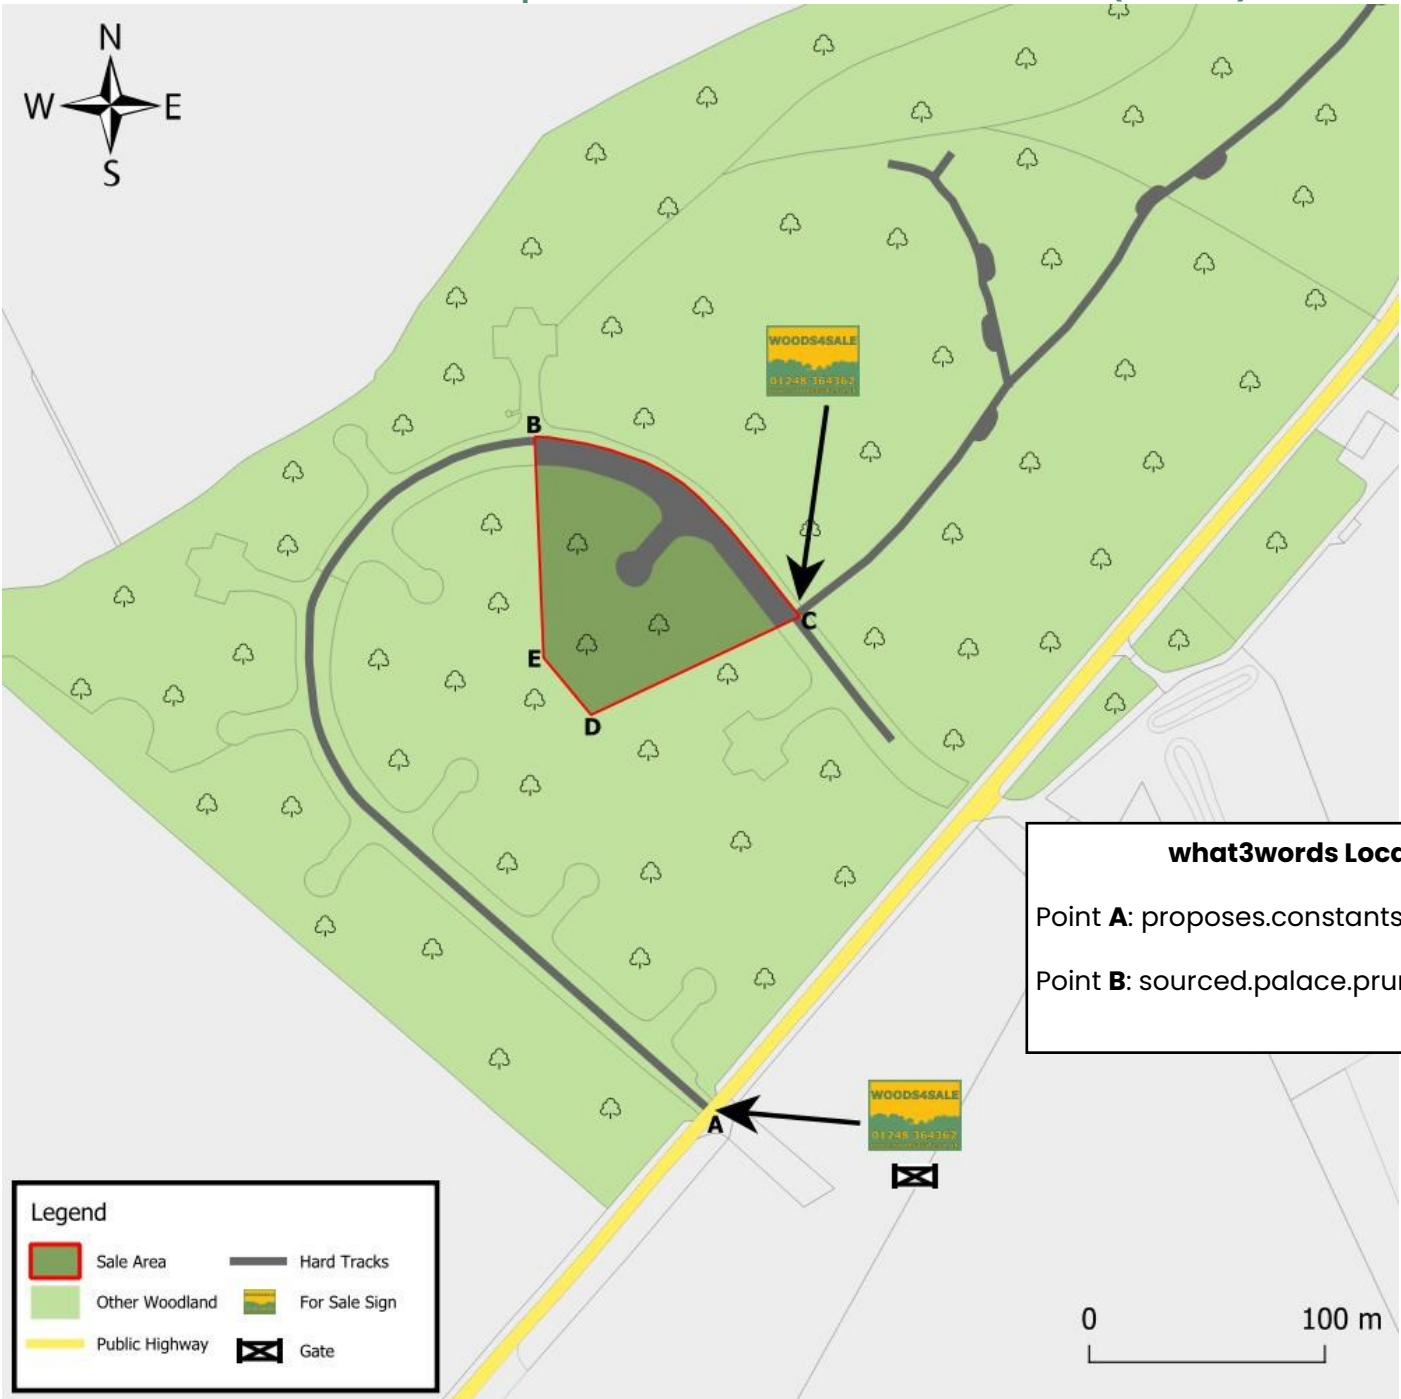 N
W E
S
WOODS4SALE
01248 364362
B
C
E
D
what3words Loca
Point A: proposes.constants
Point B: sourced.palace.prun
WOODS4SALE
01248 364362
A
Legend
Sale Area
Hard Tracks
Other Woodland
For Sale Sign
Public Highway
Gate
0 100 m